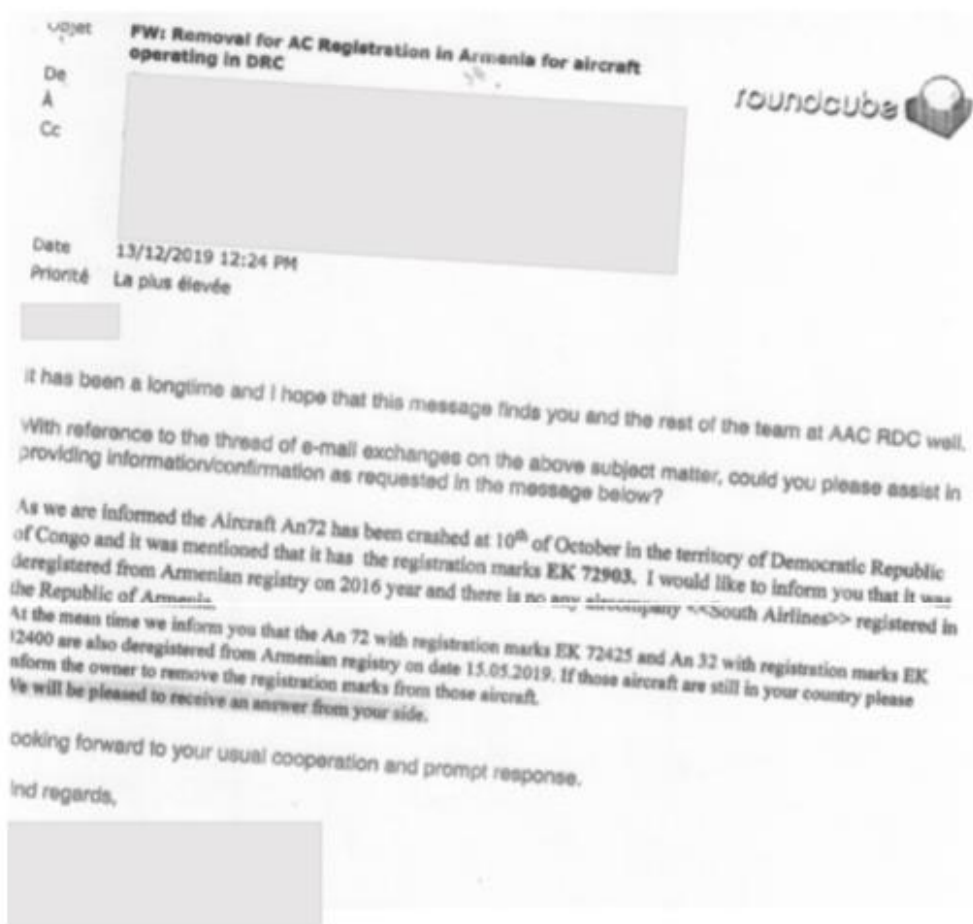 Objet FW: Removal for AC Registration in Armenia for aircraft
operating in DRC
De
À
Cc
roundcube
Date 13/12/2019 12:24 PM
Priorité La plus élevée
It has been a longtime and I hope that this message finds you and the rest of the team at AAC RDC well.
With reference to the thread of e-mail exchanges on the above subject matter, could you please assist in
providing information/confirmation as requested in the message below?
As we are informed the Aircraft An72 has been crashed at 10th of October in the territory of Democratic Republic
of Congo and it was mentioned that it has the registration marks EK 72903. I would like to inform you that it was
deregistered from Armenian registry on 2016 year and there is no any aircompany <<South Airlines>> registered in
the Republic of Armenia.
At the mean time we inform you that the An 72 with registration marks EK 72425 and An 32 with registration marks EK
32400 are also deregistered from Armenian registry on date 15.05.2019. If those aircraft are still in your country please
nform the owner to remove the registration marks from those aircraft.
We will be pleased to receive an answer from your side.
ooking forward to your usual cooperation and prompt response.
ind regards,